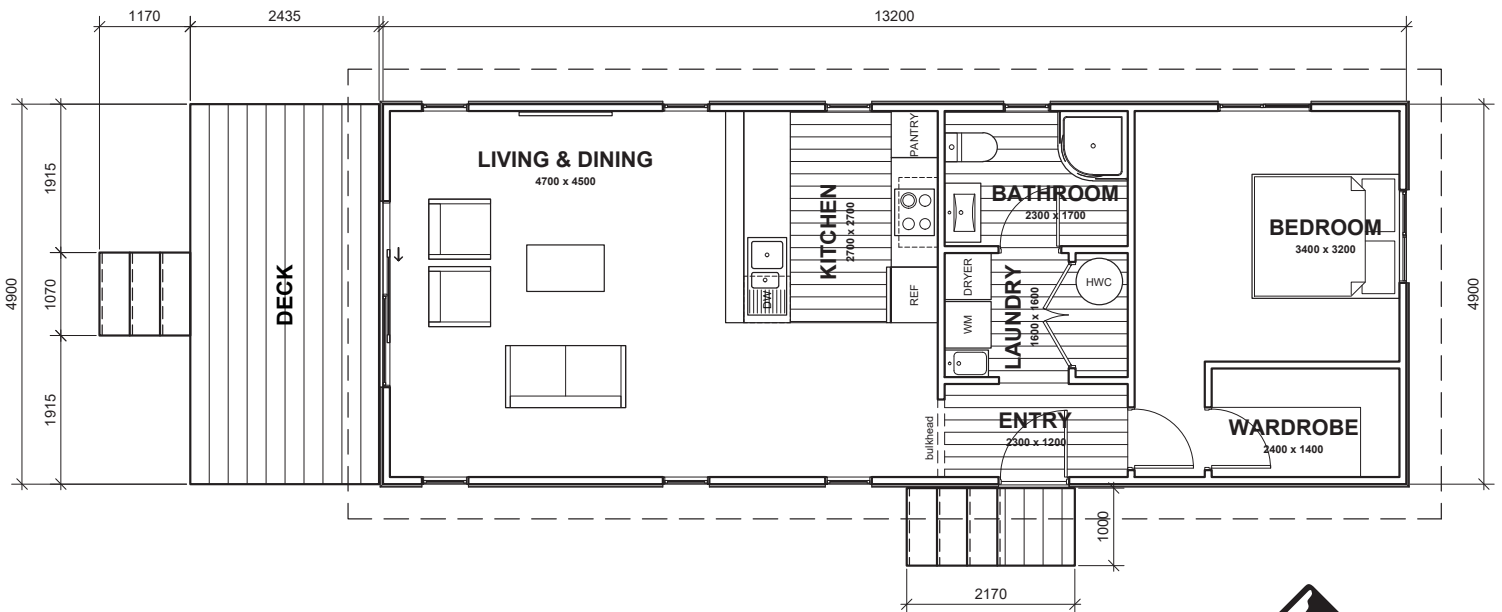 1170
2435
13200
1915
1070
1915
4900
DECK
LIVING & DINING
4700 x 4500
KITCHEN
2700 x 2700
PANTRY
DW
REF
BATHROOM
2300 x 1700
DRYER
WM
LAUNDRY
1600 x 1600
HWC
BEDROOM
3400 x 3200
4900
bulkhead
ENTRY
2300 x 1200
WARDROBE
2400 x 1400
1000
2170